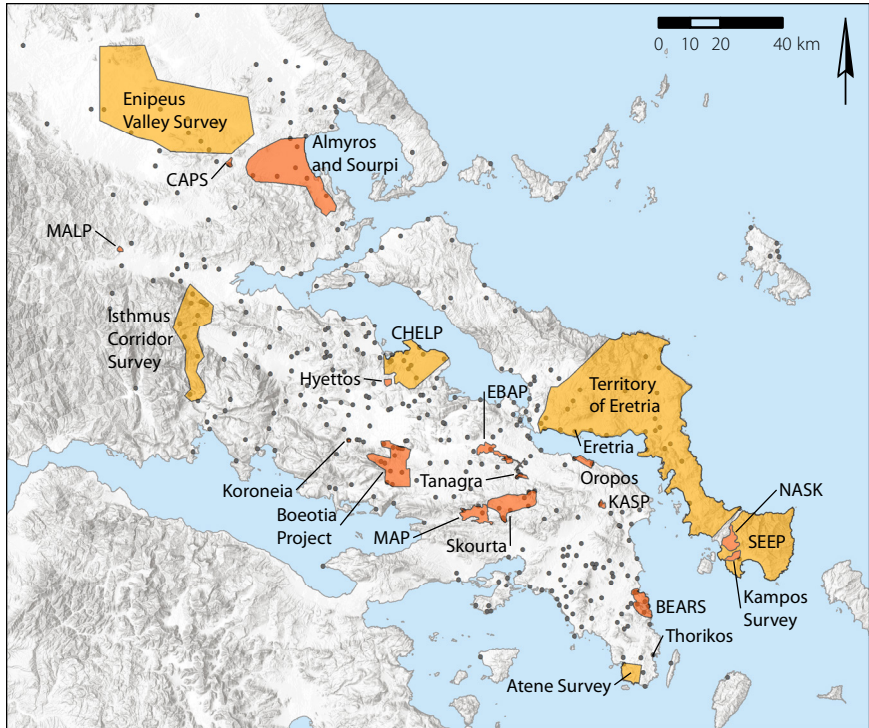 0 10 20 40 km
Enipeus
Valley Survey
Almyros
and Sourpi
CAPS
MALP
Isthmus
Corridor
Survey
CHELP
Hyettos
EBAP
Territory
of Eretria
Eretria
Koroneia
Tanagra
Oropos
Boeotia
Project
KASP
NASK
MAP
Skourta
SEEP
BEARS
Kampos
Survey
Thorikos
Atene Survey